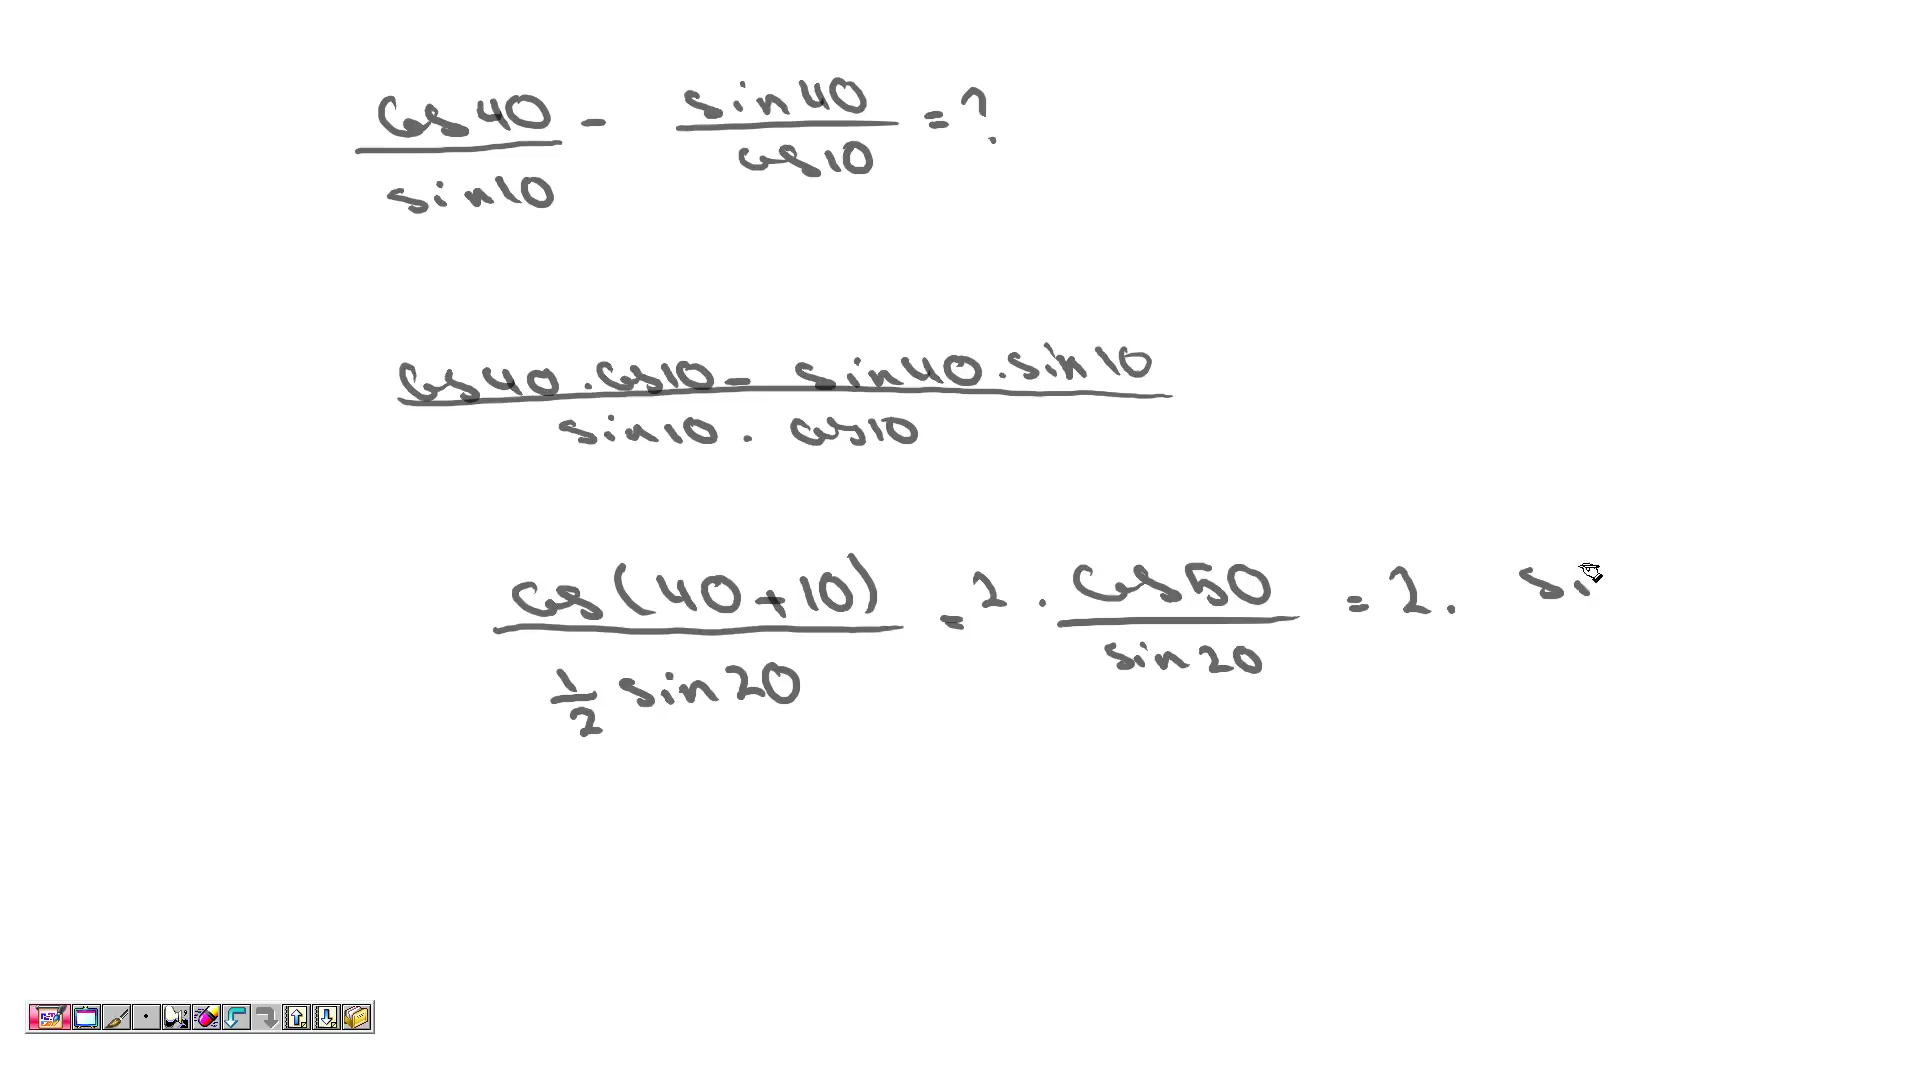 cos40/sin10 - sin40/cos10 = ?
cos40 . cos10 - sin40 . sin10 / sin10 . cos10
cos(40+10) / 1/2 sin20 = 2 . cos50/sin20 = 2 . si